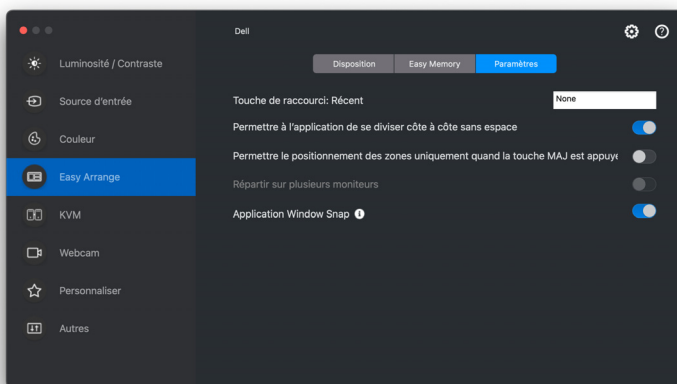 Dell
Disposition
Easy Memory
Paramètres
Luminosité / Contraste
Source d'entrée
Couleur
Easy Arrange
KVM
Webcam
Personnaliser
Autres
Touche de raccourci: Récent
None
Permettre à l'application de se diviser côte à côte sans espace
Permettre le positionnement des zones uniquement quand la touche MAJ est appuyé
Répartir sur plusieurs moniteurs
Application Window Snap